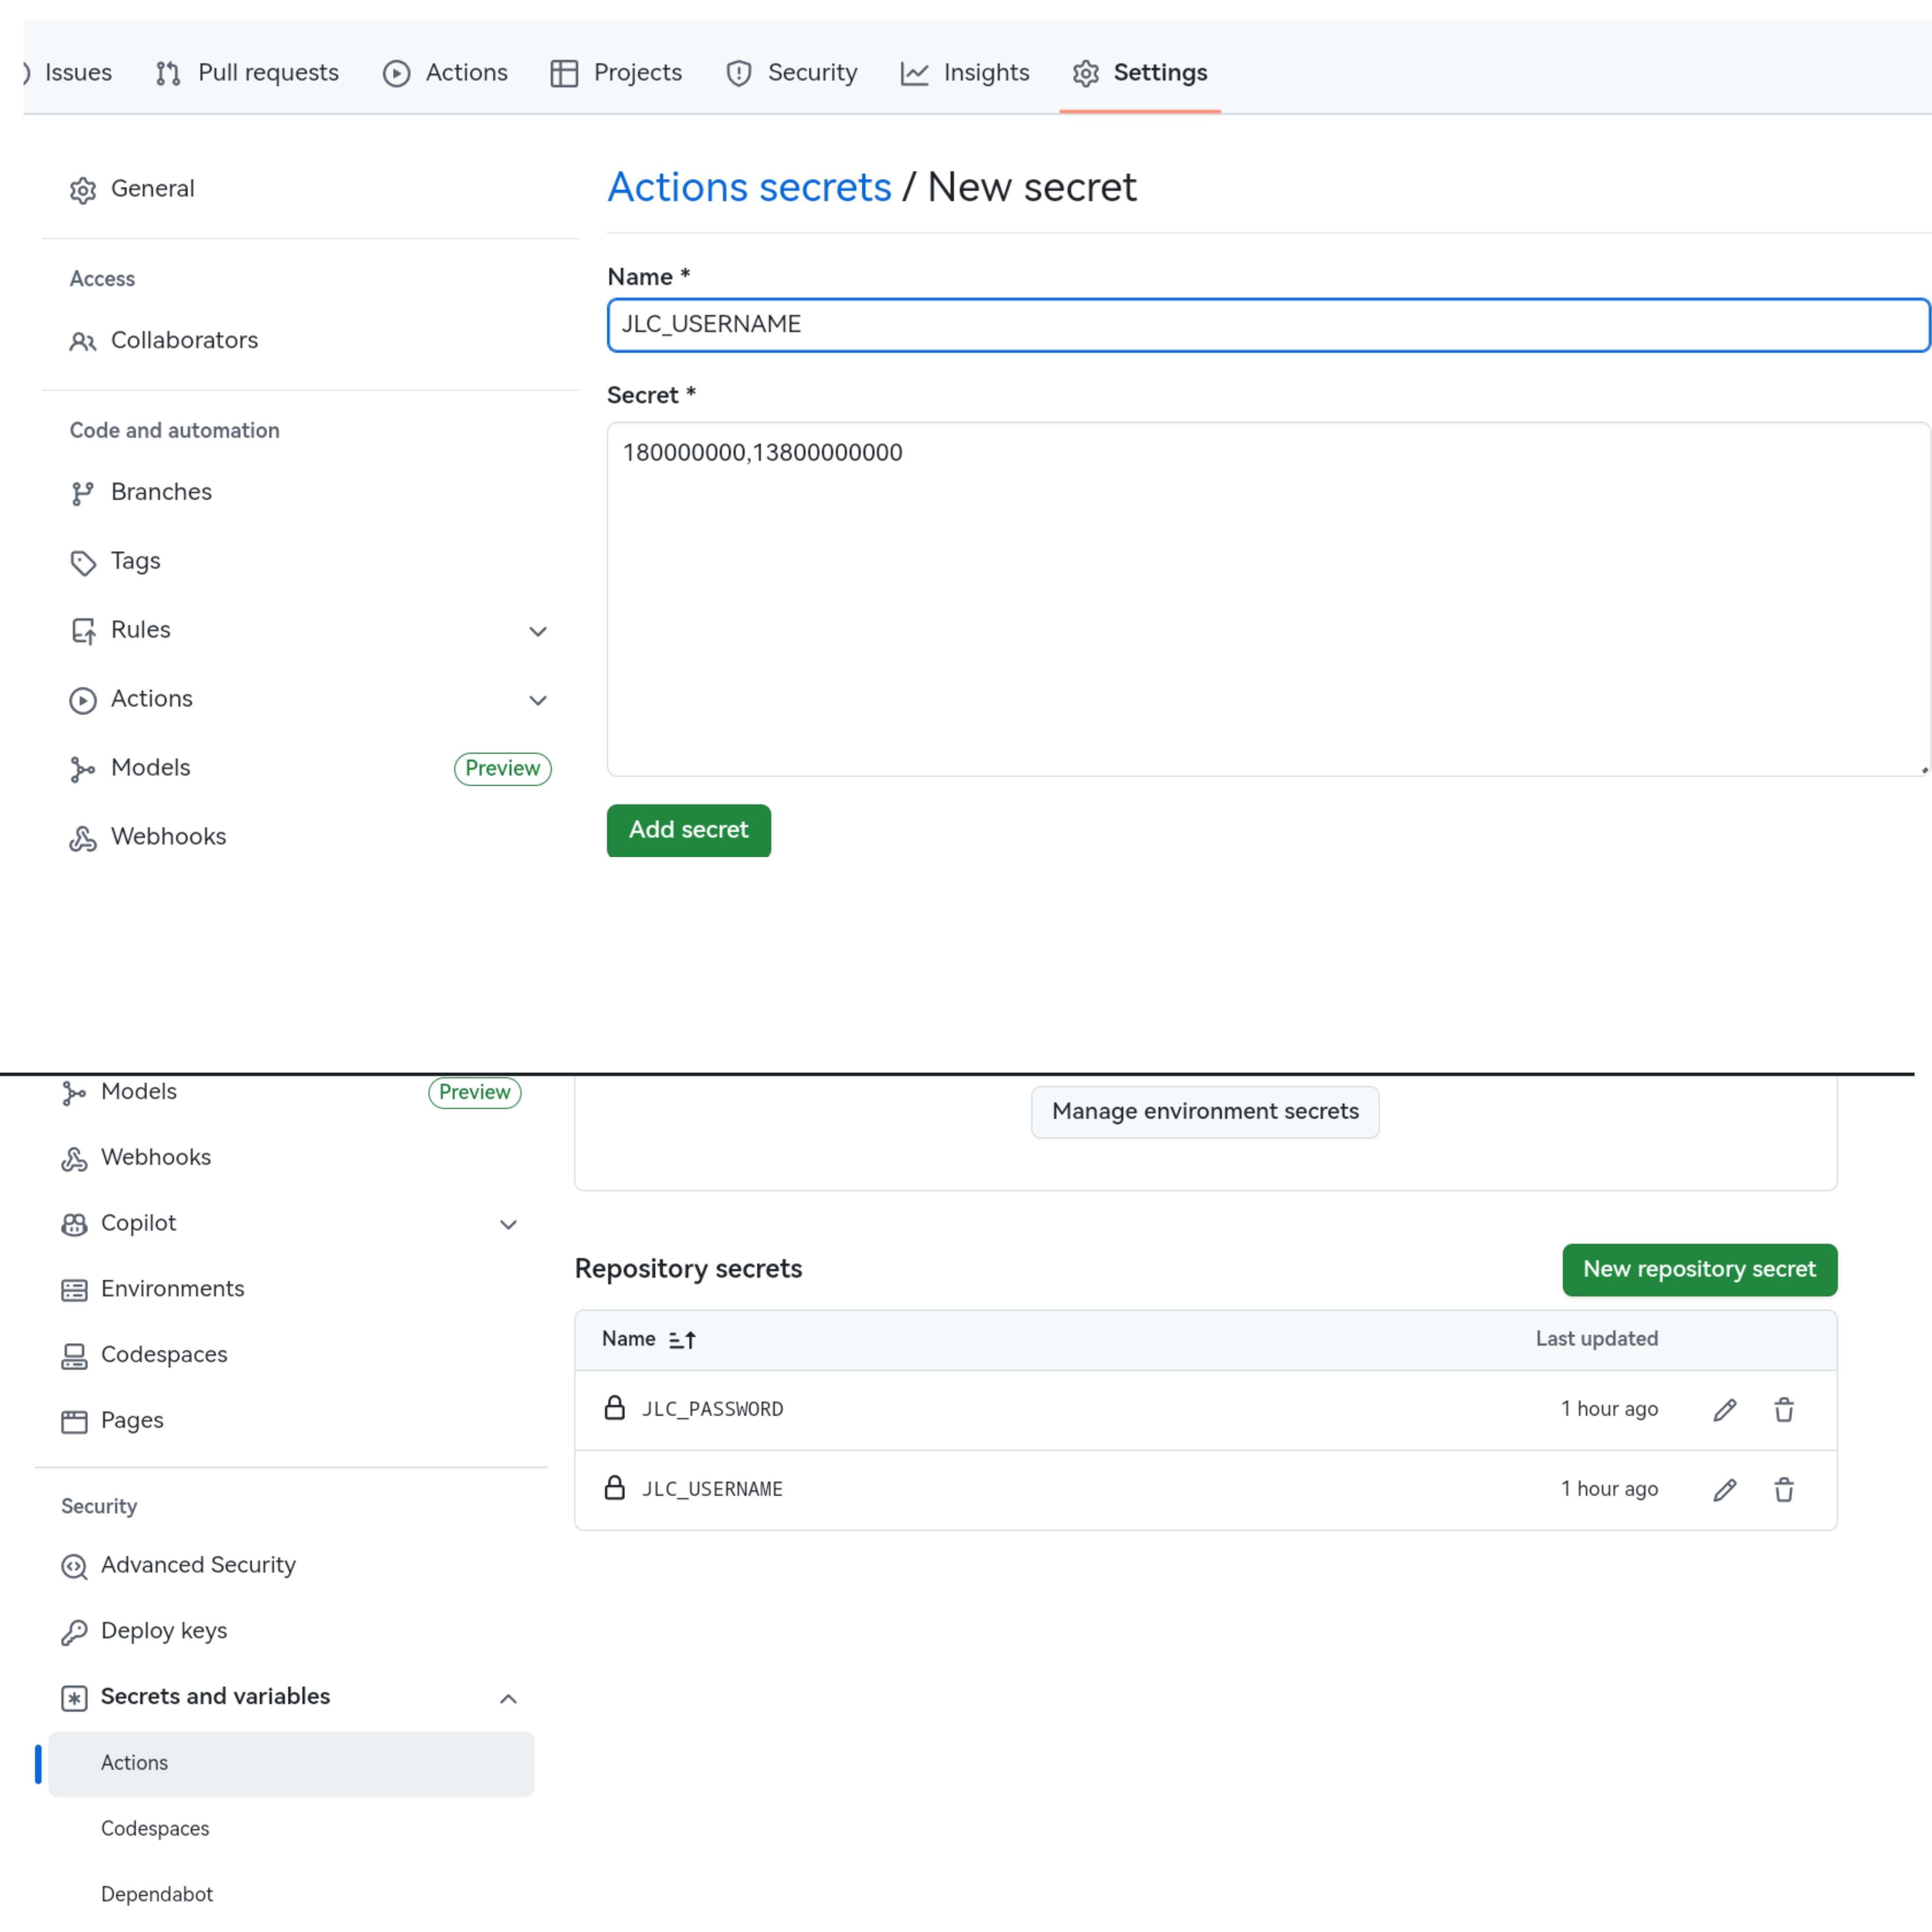 Issues Pull requests Actions Projects Security Insights Settings
General
Access
Collaborators
Code and automation
Branches
Tags
Rules
Actions
Models Preview
Webhooks
Actions secrets / New secret
Name *
JLC_USERNAME
Secret *
180000000,13800000000
Add secret
Models Preview
Webhooks
Copilot
Environments
Codespaces
Pages
Security
Advanced Security
Deploy keys
Secrets and variables
Actions
Codespaces
Dependabot
Manage environment secrets
Repository secrets New repository secret
Name Last updated
JLC_PASSWORD 1 hour ago
JLC_USERNAME 1 hour ago